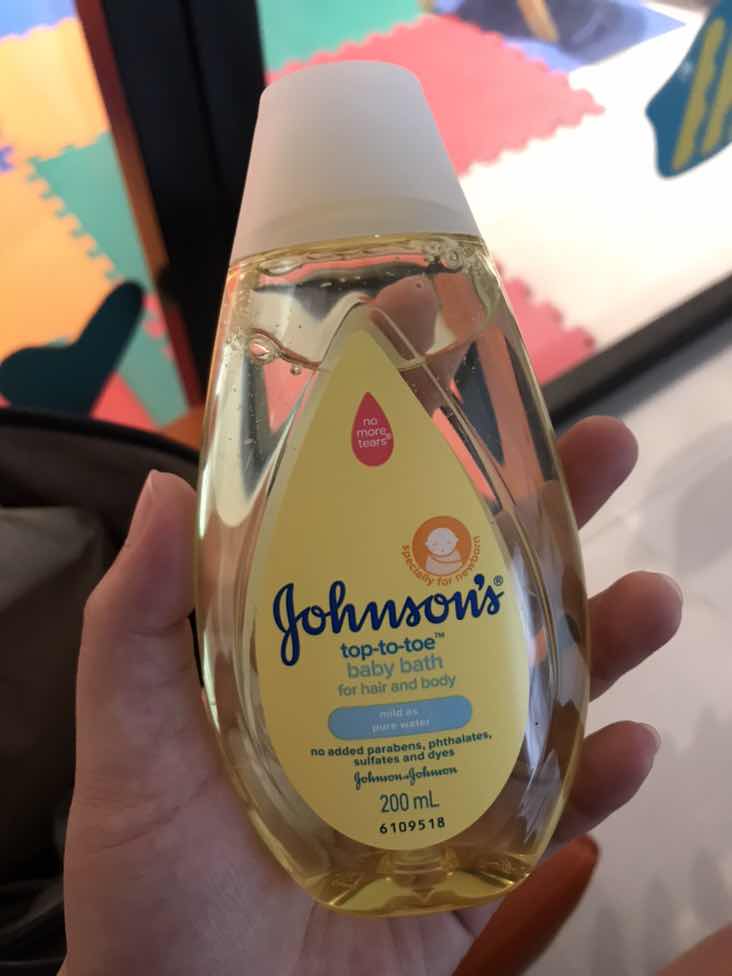 no
more
tears®
specially for newborn
Johnson's®
top-to-toe™
baby bath
for hair and body
mild as
pure water
no added parabens, phthalates,
sulfates and dyes
Johnson & Johnson
200 mL
6109518